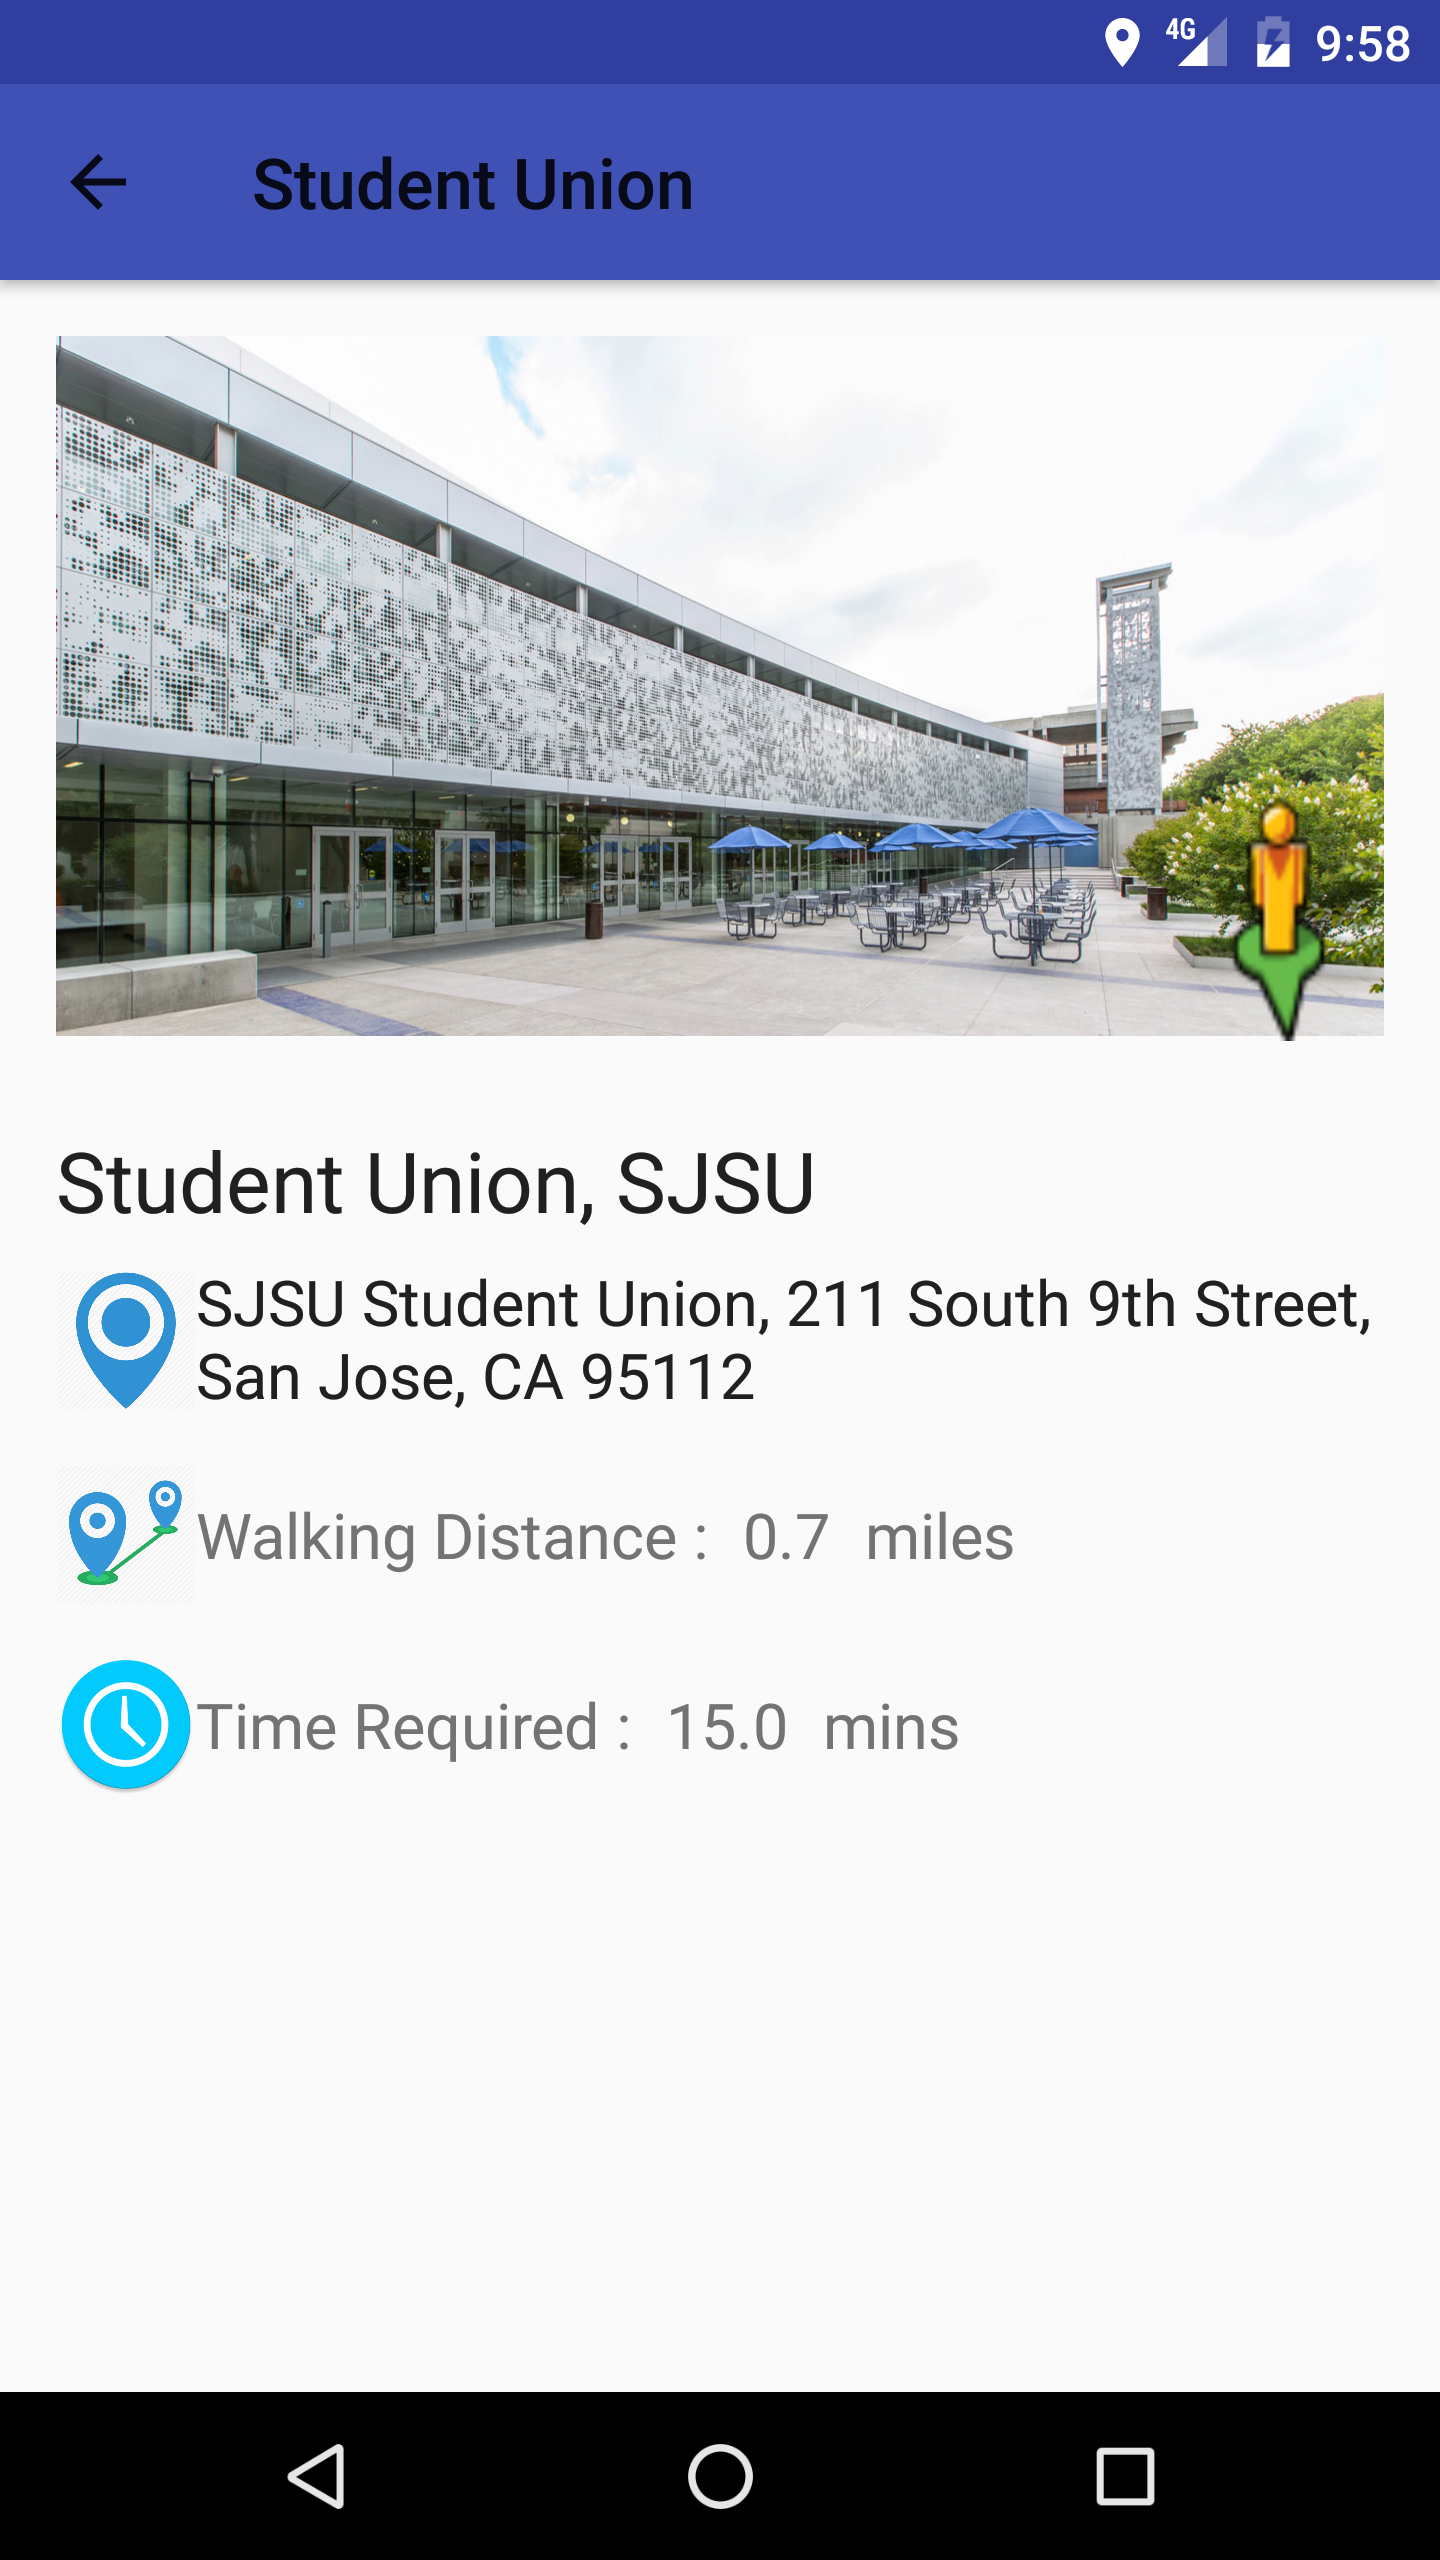 4G 9:58
Student Union
Student Union, SJSU
SJSU Student Union, 211 South 9th Street,
San Jose, CA 95112
Walking Distance : 0.7 miles
Time Required : 15.0 mins